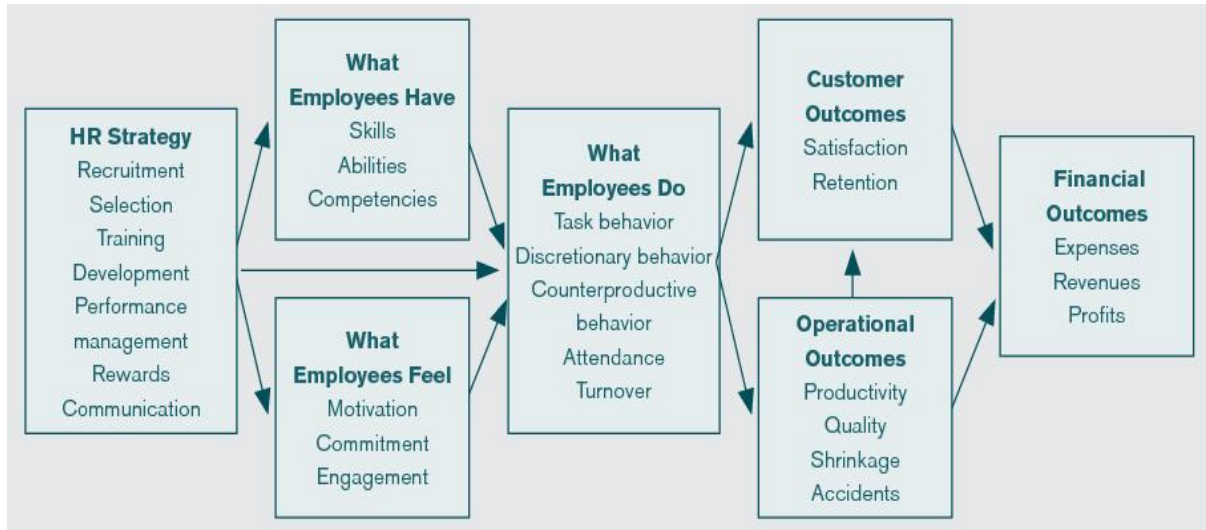 HR Strategy
Recruitment
Selection
Training
Development
Performance
management
Rewards
Communication
What
Employees Have
Skills
Abilities
Competencies
What
Employees Feel
Motivation
Commitment
Engagement
What
Employees Do
Task behavior
Discretionary behavior
Counterproductive
behavior
Attendance
Turnover
Customer
Outcomes
Satisfaction
Retention
Operational
Outcomes
Productivity
Quality
Shrinkage
Accidents
Financial
Outcomes
Expenses
Revenues
Profits